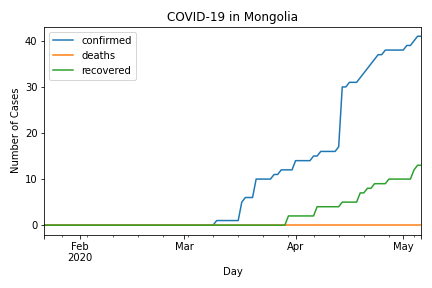 COVID-19 in Mongolia
confirmed
deaths
recovered
Number of Cases
40
30
20
10
0
Feb
2020
Mar
Apr
May
Day